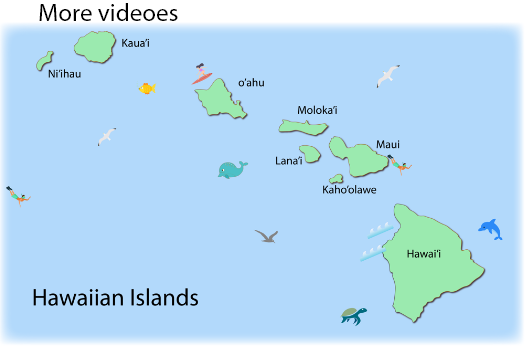 More videoes
Kaua'i
Ni'ihau
o'ahu
Moloka'i
Maui
Lana'i
Kaho'olawe
Hawai'i
Hawaiian Islands